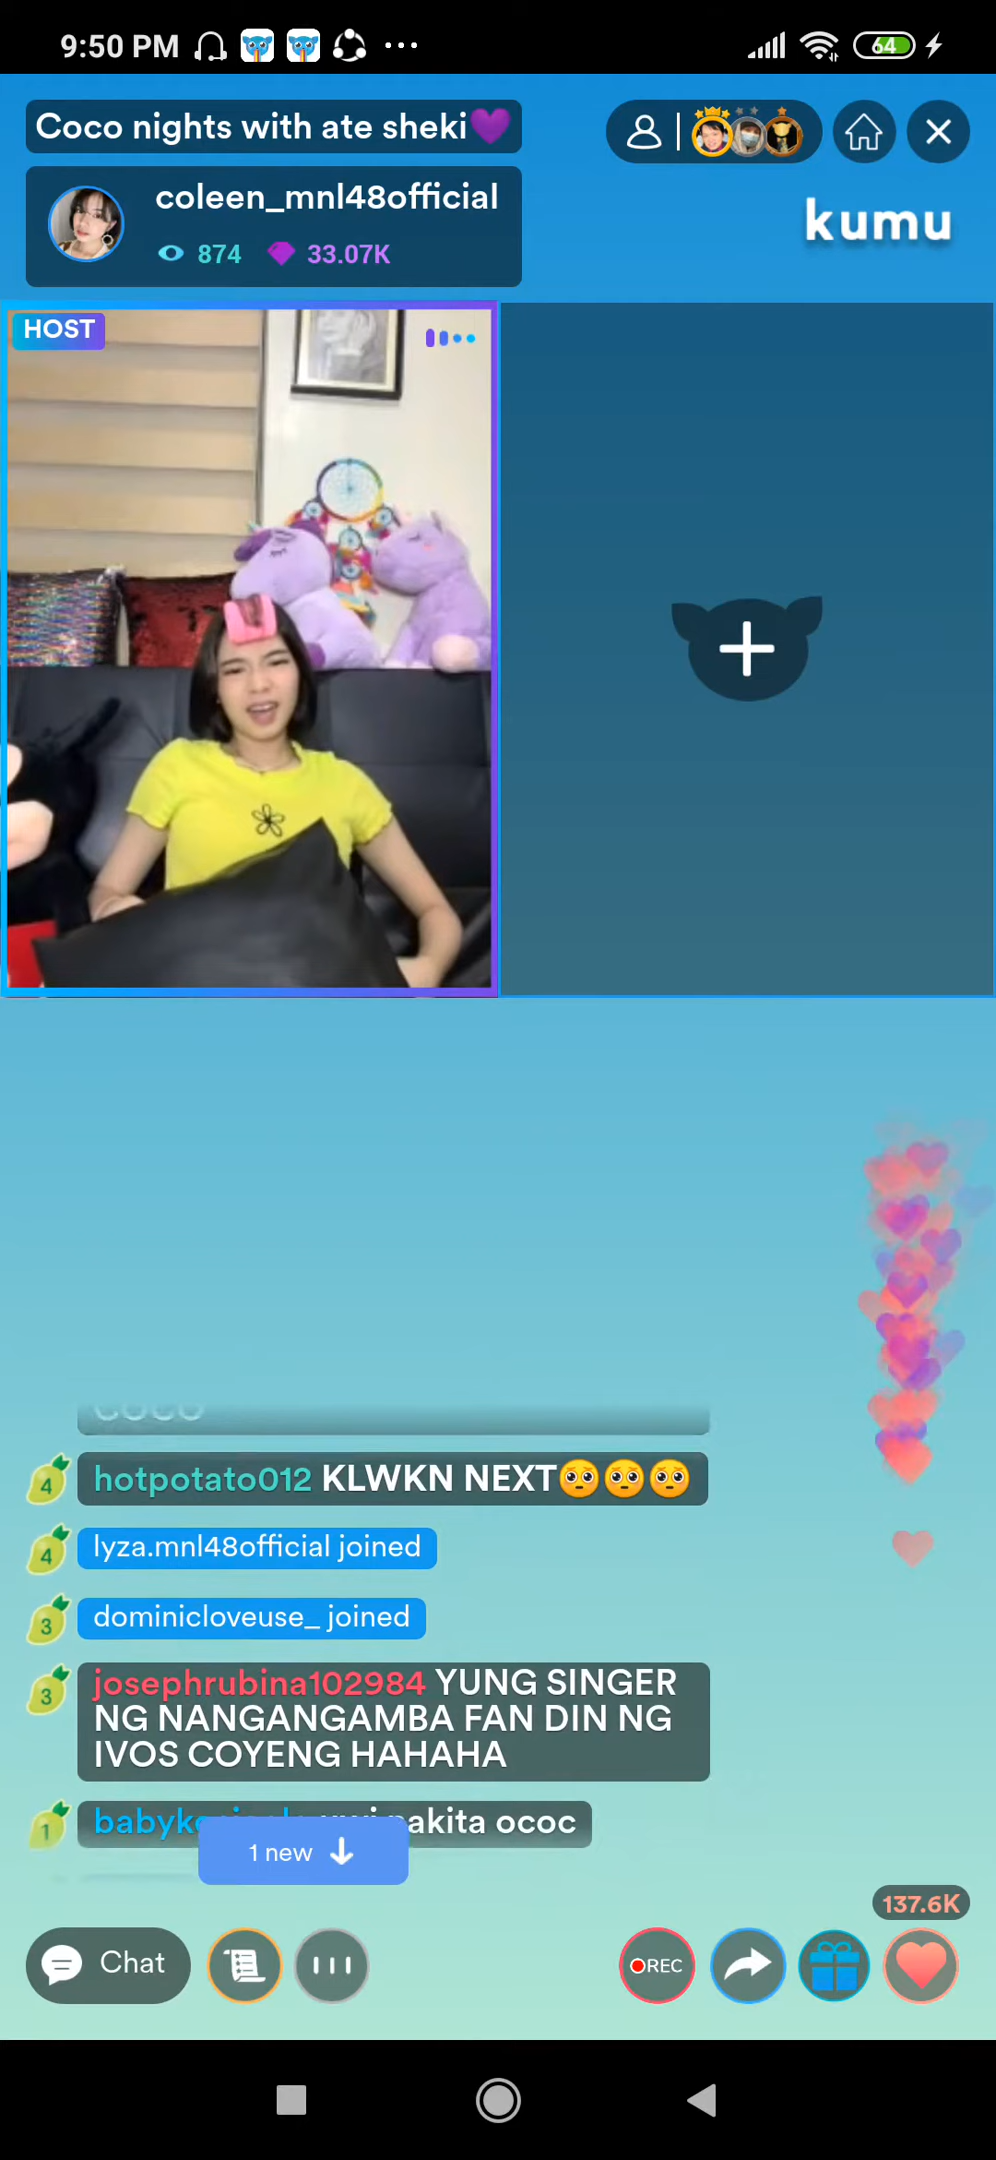 9:50 PM
64
Coco nights with ate sheki💜
coleen_mnl48official
874 33.07K
kumu
HOST
COCO
4 hotpotato012 KLWKN NEXT🥺🥺🥺
4 lyza.mnl48official joined
3 dominicloveuse_ joined
3 josephrubina102984 YUNG SINGER
NG NANGANGAMBA FAN DIN NG
IVOS COYENG HAHAHA
1 akita ococ
1 new
137.6K
Chat
REC